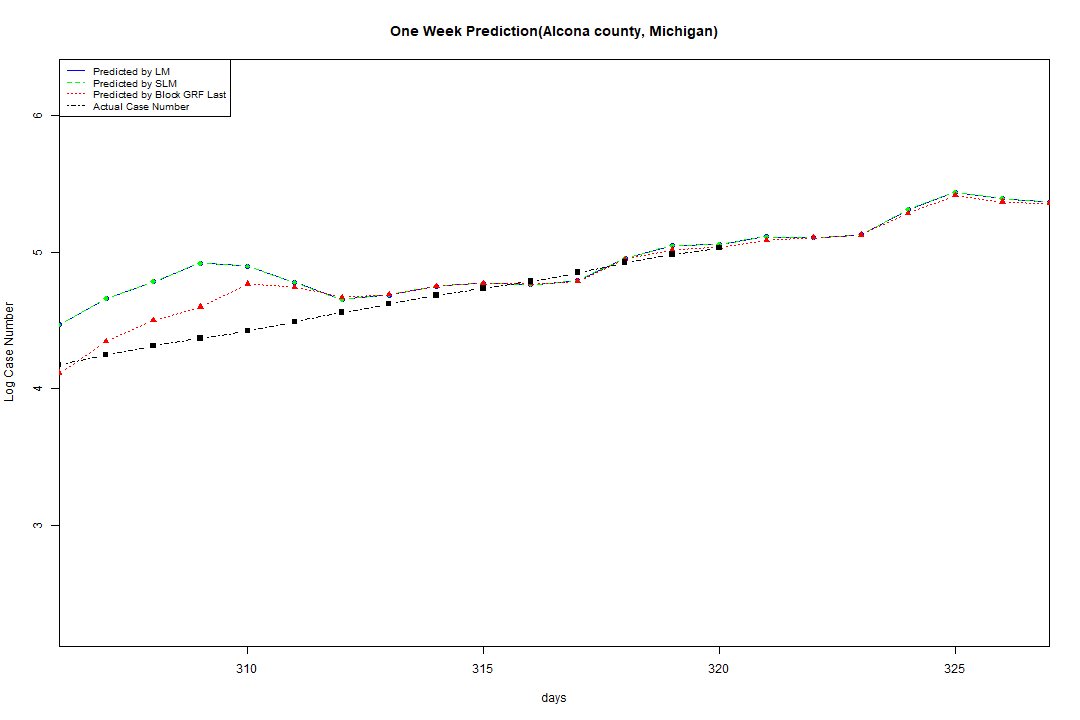 One Week Prediction(Alcona county, Michigan)
Predicted by LM
Predicted by SLM
Predicted by Block GRF Last
Actual Case Number
6
5
4
3
Log Case Number
310 315 320 325
days